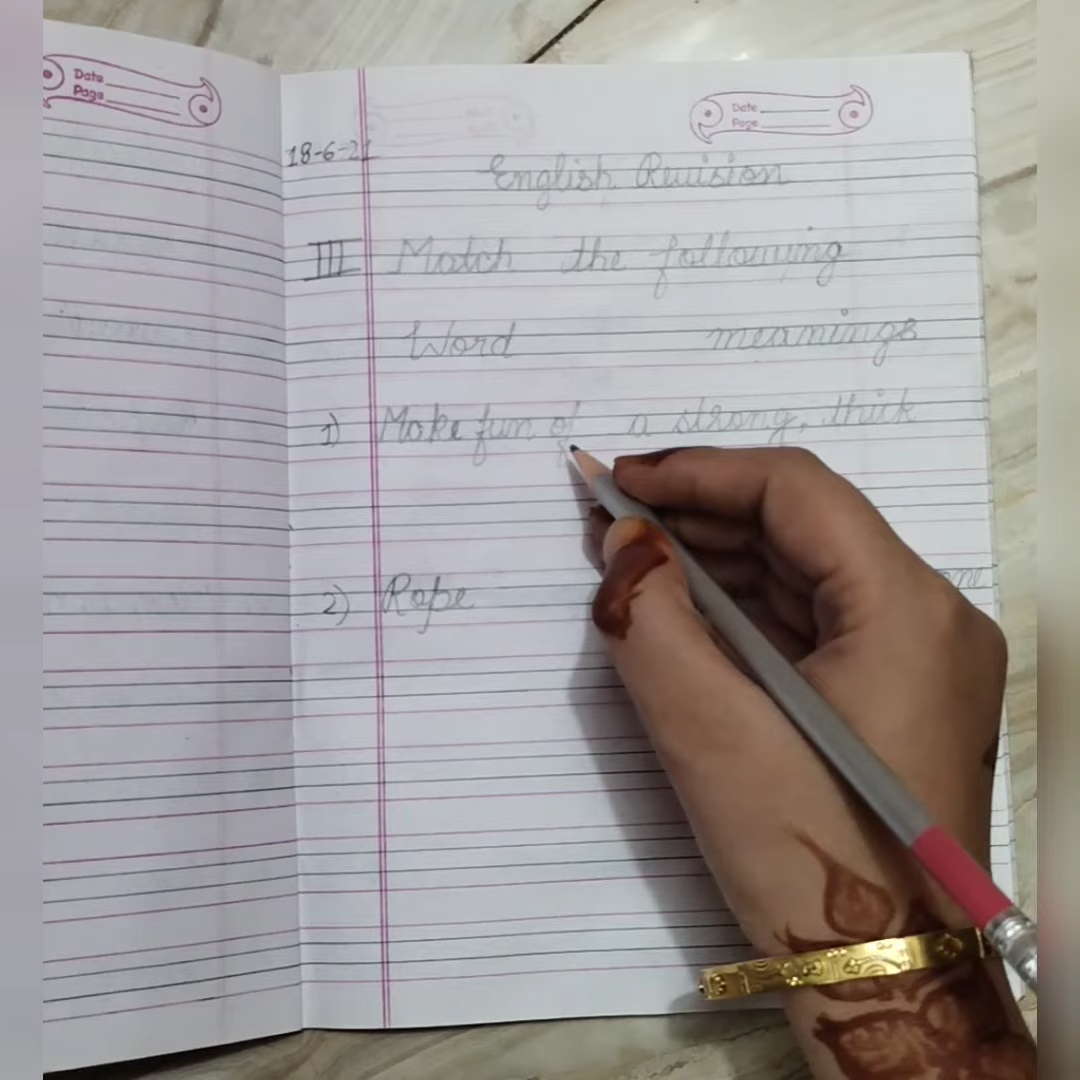 Date
Page
Date
Page
18-6-21
English Revision
III Match the following
Word meanings
1) Make fun of a strong, thick
2) Rope